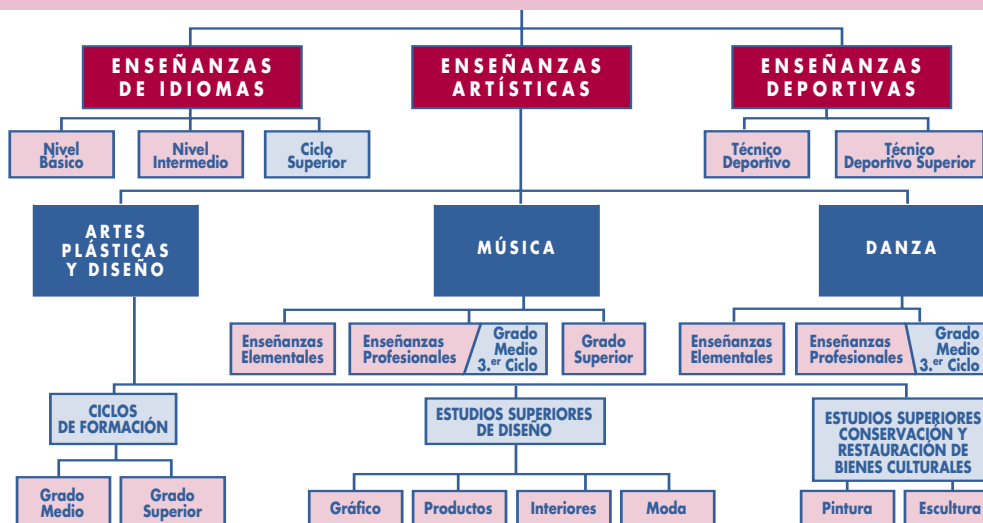 ENSEÑANZAS
DE IDIOMAS
ENSEÑANZAS
ARTÍSTICAS
ENSEÑANZAS
DEPORTIVAS
Nivel
Básico
Nivel
Intermedio
Ciclo
Superior
Técnico
Deportivo
Técnico
Deportivo Superior
ARTES
PLÁSTICAS
Y DISEÑO
MÚSICA
DANZA
Enseñanzas
Elementales
Enseñanzas
Profesionales
Grado
Medio
3.er Ciclo
Grado
Superior
Enseñanzas
Elementales
Enseñanzas
Profesionales
Grado
Medio
3.er Ciclo
CICLOS
DE FORMACIÓN
ESTUDIOS SUPERIORES
DE DISEÑO
ESTUDIOS SUPERIORES
CONSERVACIÓN Y
RESTAURACIÓN DE
BIENES CULTURALES
Grado
Medio
Grado
Superior
Gráfico
Productos
Interiores
Moda
Pintura
Escultura